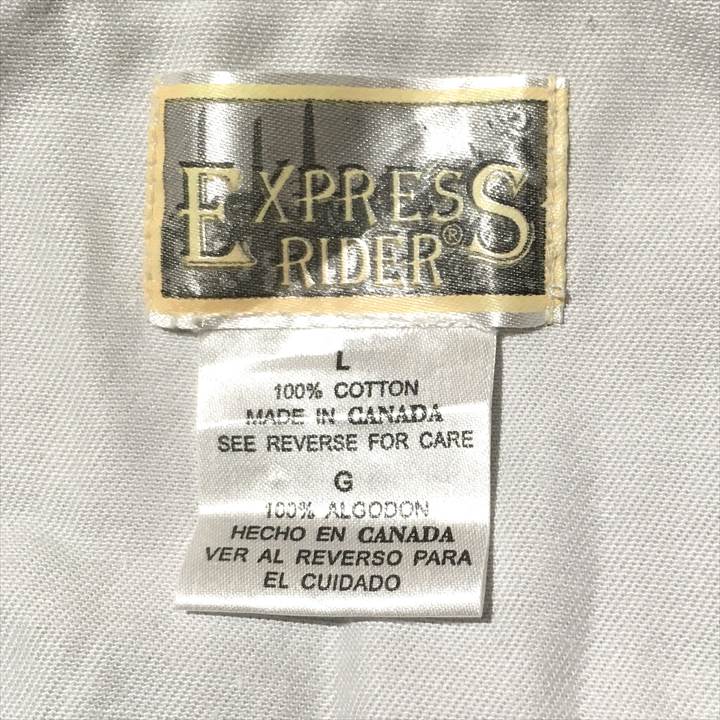 EXPRESS
RIDER®
L
100% COTTON
MADE IN CANADA
SEE REVERSE FOR CARE
G
100% ALGODON
HECHO EN CANADA
VER AL REVERSO PARA
EL CUIDADO